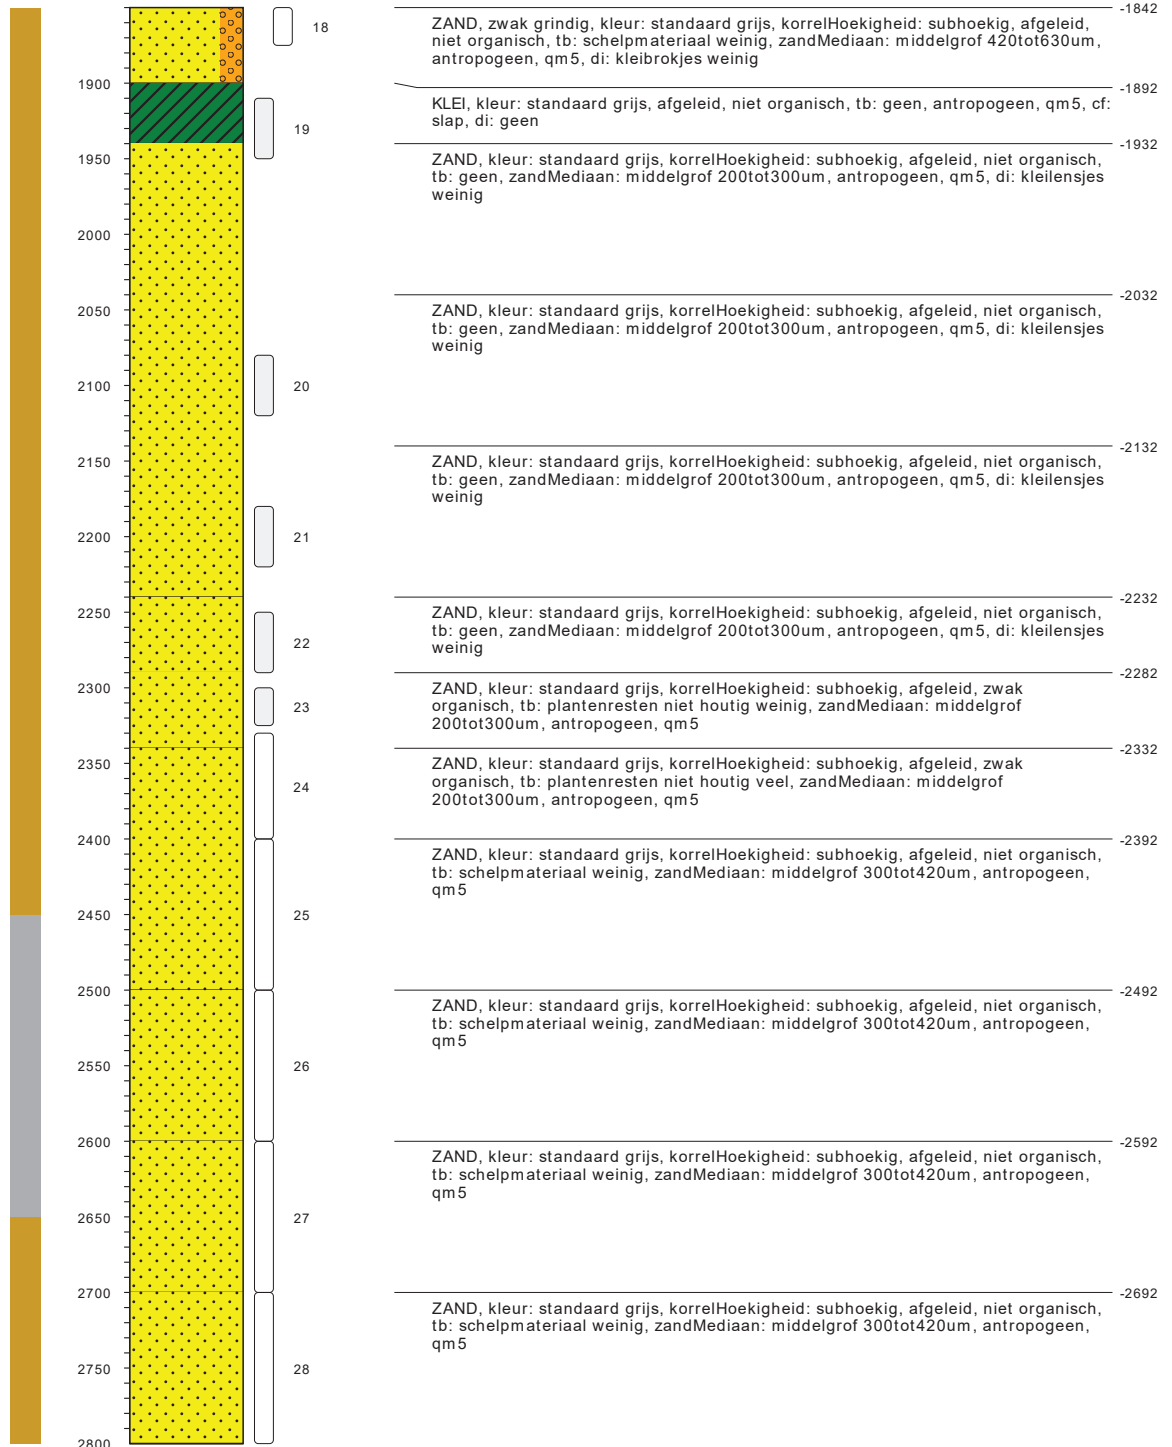 -1842
18
ZAND, zwak grindig, kleur: standaard grijs, korrelHoekigheid: subhoekig, afgeleid,
niet organisch, tb: schelpmateriaal weinig, zandMediaan: middelgrof 420tot630um,
antropogeen, qm5, di: kleibrokjes weinig
1900
-1892
KLEI, kleur: standaard grijs, afgeleid, niet organisch, tb: geen, antropogeen, qm5, cf:
slap, di: geen
19
-1932
1950
ZAND, kleur: standaard grijs, korrelHoekigheid: subhoekig, afgeleid, niet organisch,
tb: geen, zandMediaan: middelgrof 200tot300um, antropogeen, qm5, di: kleilensjes
weinig
2000
-2032
2050
ZAND, kleur: standaard grijs, korrelHoekigheid: subhoekig, afgeleid, niet organisch,
tb: geen, zandMediaan: middelgrof 200tot300um, antropogeen, qm5, di: kleilensjes
weinig
2100
20
-2132
2150
ZAND, kleur: standaard grijs, korrelHoekigheid: subhoekig, afgeleid, niet organisch,
tb: geen, zandMediaan: middelgrof 200tot300um, antropogeen, qm5, di: kleilensjes
weinig
2200
21
-2232
2250
ZAND, kleur: standaard grijs, korrelHoekigheid: subhoekig, afgeleid, niet organisch,
tb: geen, zandMediaan: middelgrof 200tot300um, antropogeen, qm5, di: kleilensjes
weinig
22
-2282
2300
ZAND, kleur: standaard grijs, korrelHoekigheid: subhoekig, afgeleid, zwak
organisch, tb: plantenresten niet houtig weinig, zandMediaan: middelgrof
200tot300um, antropogeen, qm5
23
-2332
2350
ZAND, kleur: standaard grijs, korrelHoekigheid: subhoekig, afgeleid, zwak
organisch, tb: plantenresten niet houtig veel, zandMediaan: middelgrof
200tot300um, antropogeen, qm5
24
2400
-2392
ZAND, kleur: standaard grijs, korrelHoekigheid: subhoekig, afgeleid, niet organisch,
tb: schelpmateriaal weinig, zandMediaan: middelgrof 300tot420um, antropogeen,
qm5
2450
25
2500
-2492
ZAND, kleur: standaard grijs, korrelHoekigheid: subhoekig, afgeleid, niet organisch,
tb: schelpmateriaal weinig, zandMediaan: middelgrof 300tot420um, antropogeen,
qm5
2550
26
2600
-2592
ZAND, kleur: standaard grijs, korrelHoekigheid: subhoekig, afgeleid, niet organisch,
tb: schelpmateriaal weinig, zandMediaan: middelgrof 300tot420um, antropogeen,
qm5
2650
27
2700
-2692
ZAND, kleur: standaard grijs, korrelHoekigheid: subhoekig, afgeleid, niet organisch,
tb: schelpmateriaal weinig, zandMediaan: middelgrof 300tot420um, antropogeen,
qm5
2750
28
2800